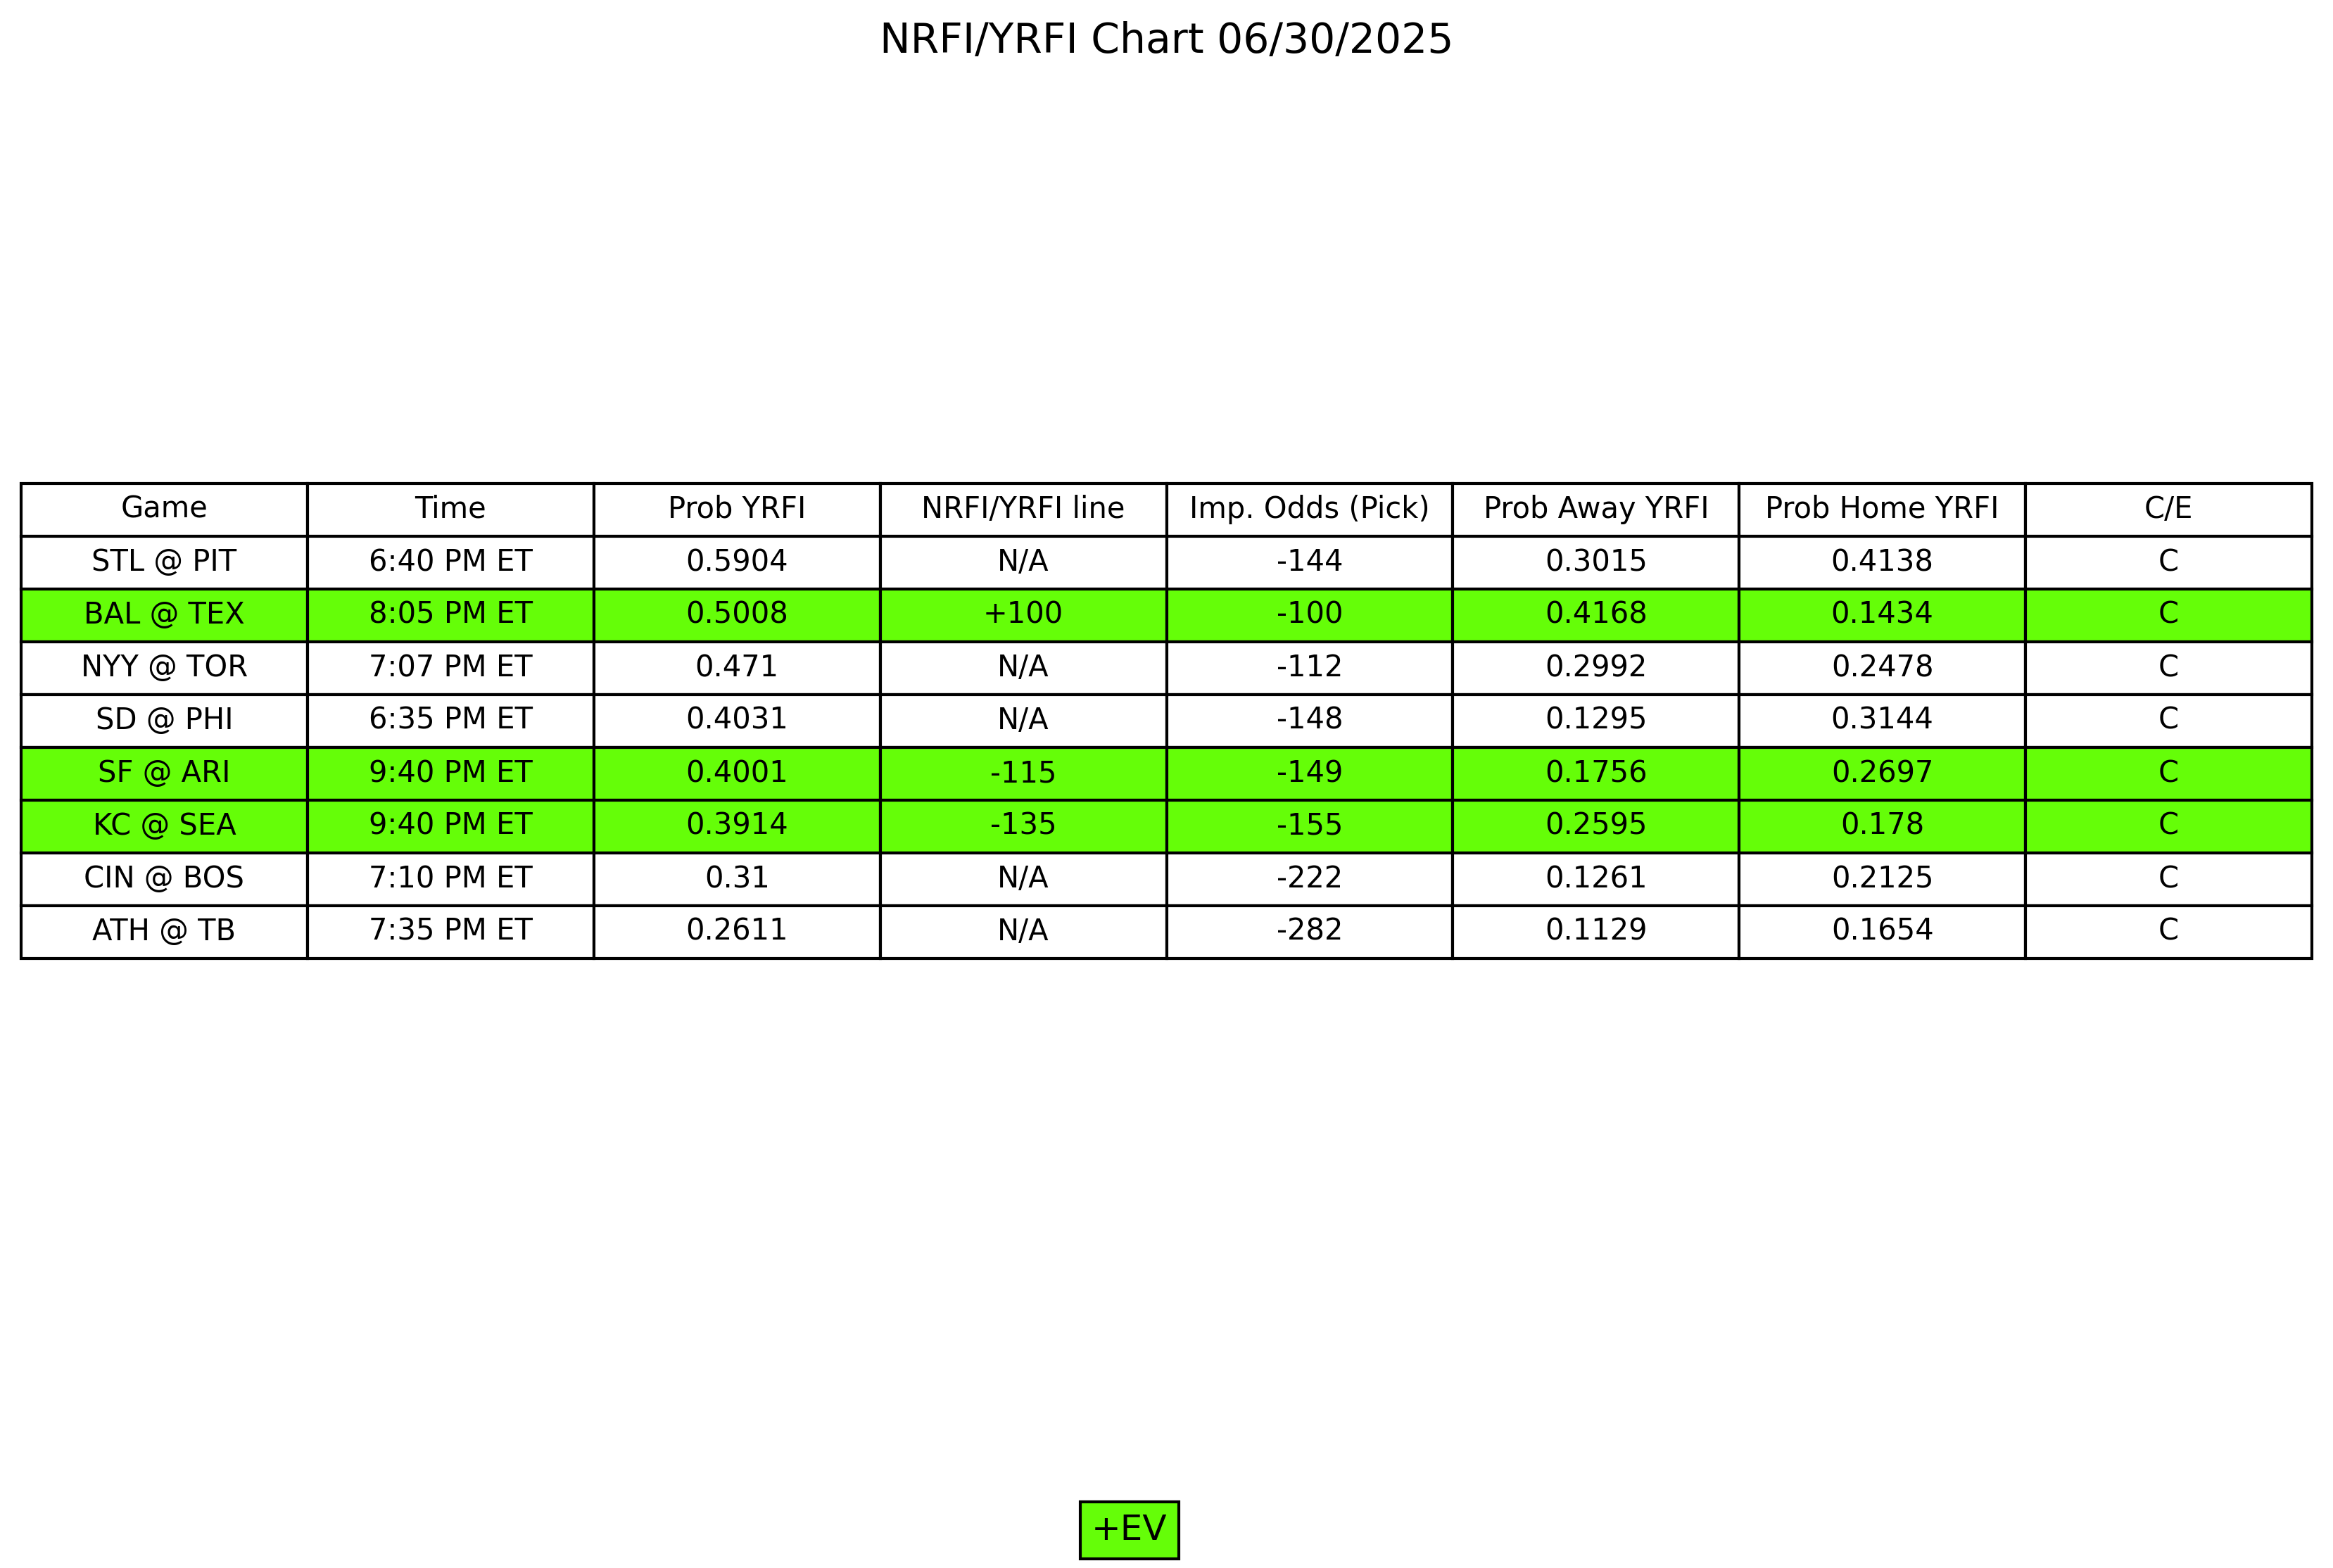 NRFI/YRFI Chart 06/30/2025
Game Time Prob YRFI NRFI/YRFI line Imp. Odds (Pick) Prob Away YRFI Prob Home YRFI C/E
STL @ PIT 6:40 PM ET 0.5904 N/A -144 0.3015 0.4138 C
BAL @ TEX 8:05 PM ET 0.5008 +100 -100 0.4168 0.1434 C
NYY @ TOR 7:07 PM ET 0.471 N/A -112 0.2992 0.2478 C
SD @ PHI 6:35 PM ET 0.4031 N/A -148 0.1295 0.3144 C
SF @ ARI 9:40 PM ET 0.4001 -115 -149 0.1756 0.2697 C
KC @ SEA 9:40 PM ET 0.3914 -135 -155 0.2595 0.178 C
CIN @ BOS 7:10 PM ET 0.31 N/A -222 0.1261 0.2125 C
ATH @ TB 7:35 PM ET 0.2611 N/A -282 0.1129 0.1654 C
+EV